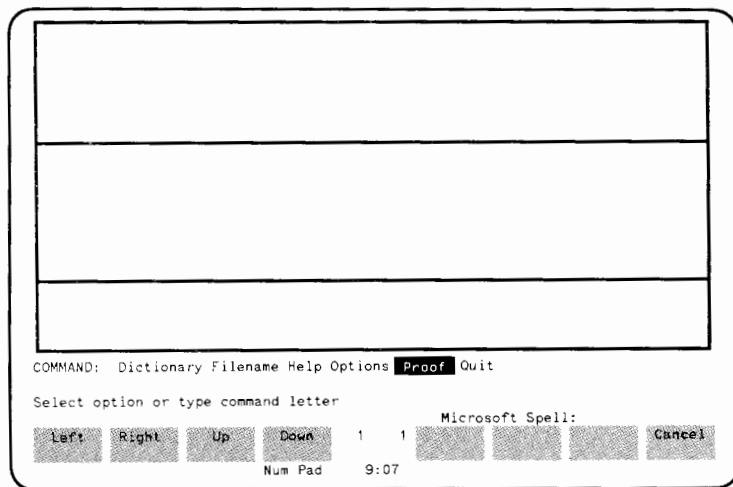 COMMAND: Dictionary Filename Help Options Proof Quit
Select option or type command letter
Microsoft Spell:
Left Right Up Down 1 1 Cancel
Num Pad 9:07